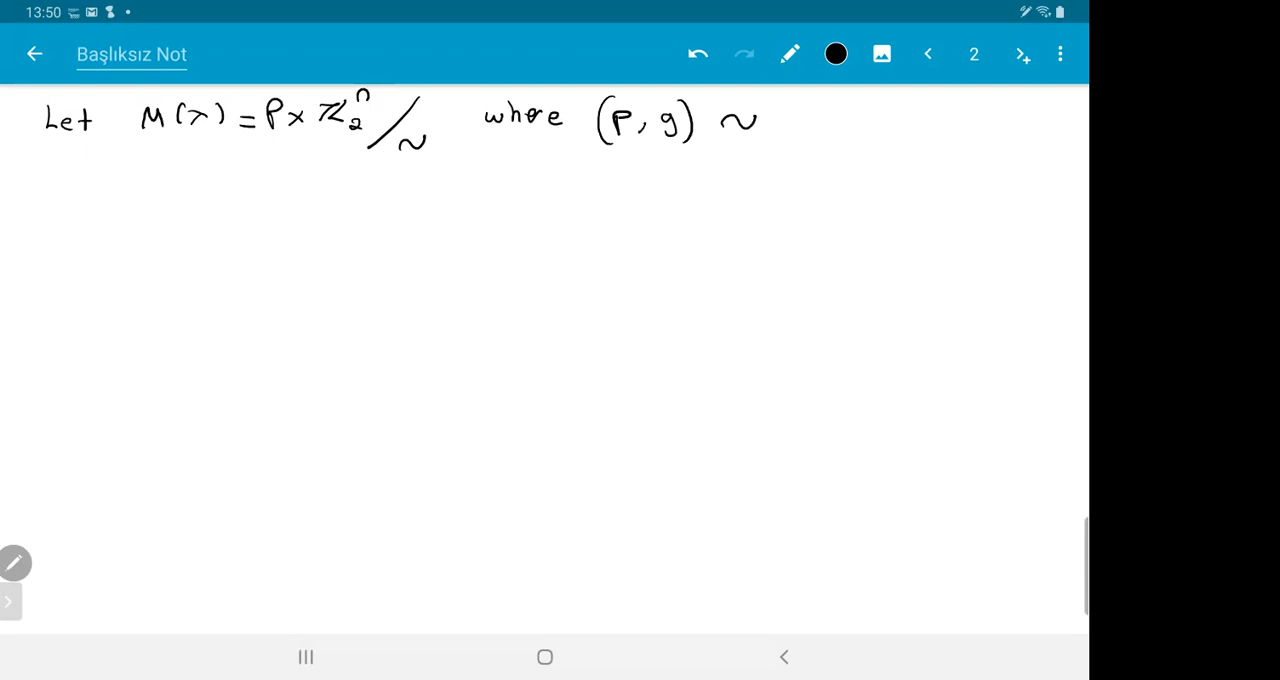 13:50
Başlıksız Not
2
Let M(λ) = P × ℤ₂ⁿ / ~ where (p, g) ~